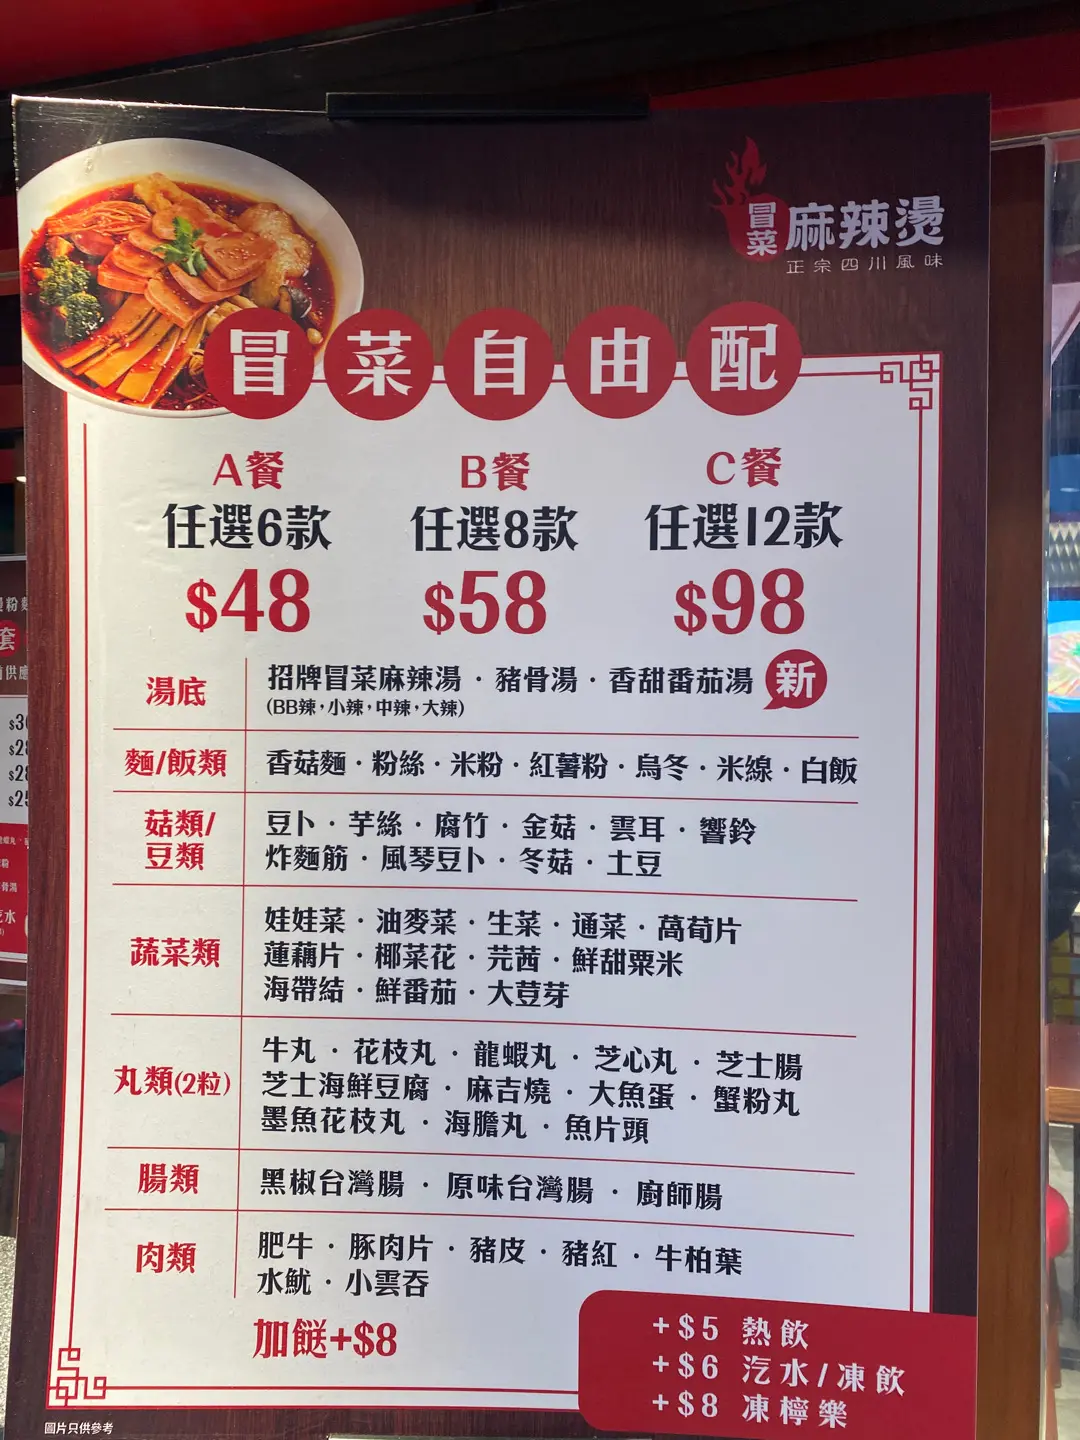 冒菜
麻辣燙
正宗四川風味
冒菜自由配
A餐
任選6款
$48
B餐
任選8款
$58
C餐
任選12款
$98
湯底
招牌冒菜麻辣湯 · 豬骨湯 · 香甜番茄湯 新
(BB辣,小辣,中辣,大辣)
麵/飯類
香菇麵 · 粉絲 · 米粉 · 紅薯粉 · 烏冬 · 米線 · 白飯
菇類/
豆類
豆卜 · 芋絲 · 腐竹 · 金菇 · 雲耳 · 響鈴
炸麵筋 · 風琴豆卜 · 冬菇 · 土豆
蔬菜類
娃娃菜 · 油麥菜 · 生菜 · 通菜 · 萵荀片
蓮藕片 · 椰菜花 · 芫茜 · 鮮甜粟米
海帶結 · 鮮番茄 · 大荳芽
丸類(2粒)
牛丸 · 花枝丸 · 龍蝦丸 · 芝心丸 · 芝士腸
芝士海鮮豆腐 · 麻吉燒 · 大魚蛋 · 蟹粉丸
墨魚花枝丸 · 海膽丸 · 魚片頭
腸類
黑椒台灣腸 · 原味台灣腸 · 廚師腸
肉類
肥牛 · 豚肉片 · 豬皮 · 豬紅 · 牛柏葉
水魷 · 小雲吞
加餸+$8
+$5 熱飲
+$6 汽水/凍飲
+$8 凍檸樂
圖片只供參考
套
$28
$28
汽水